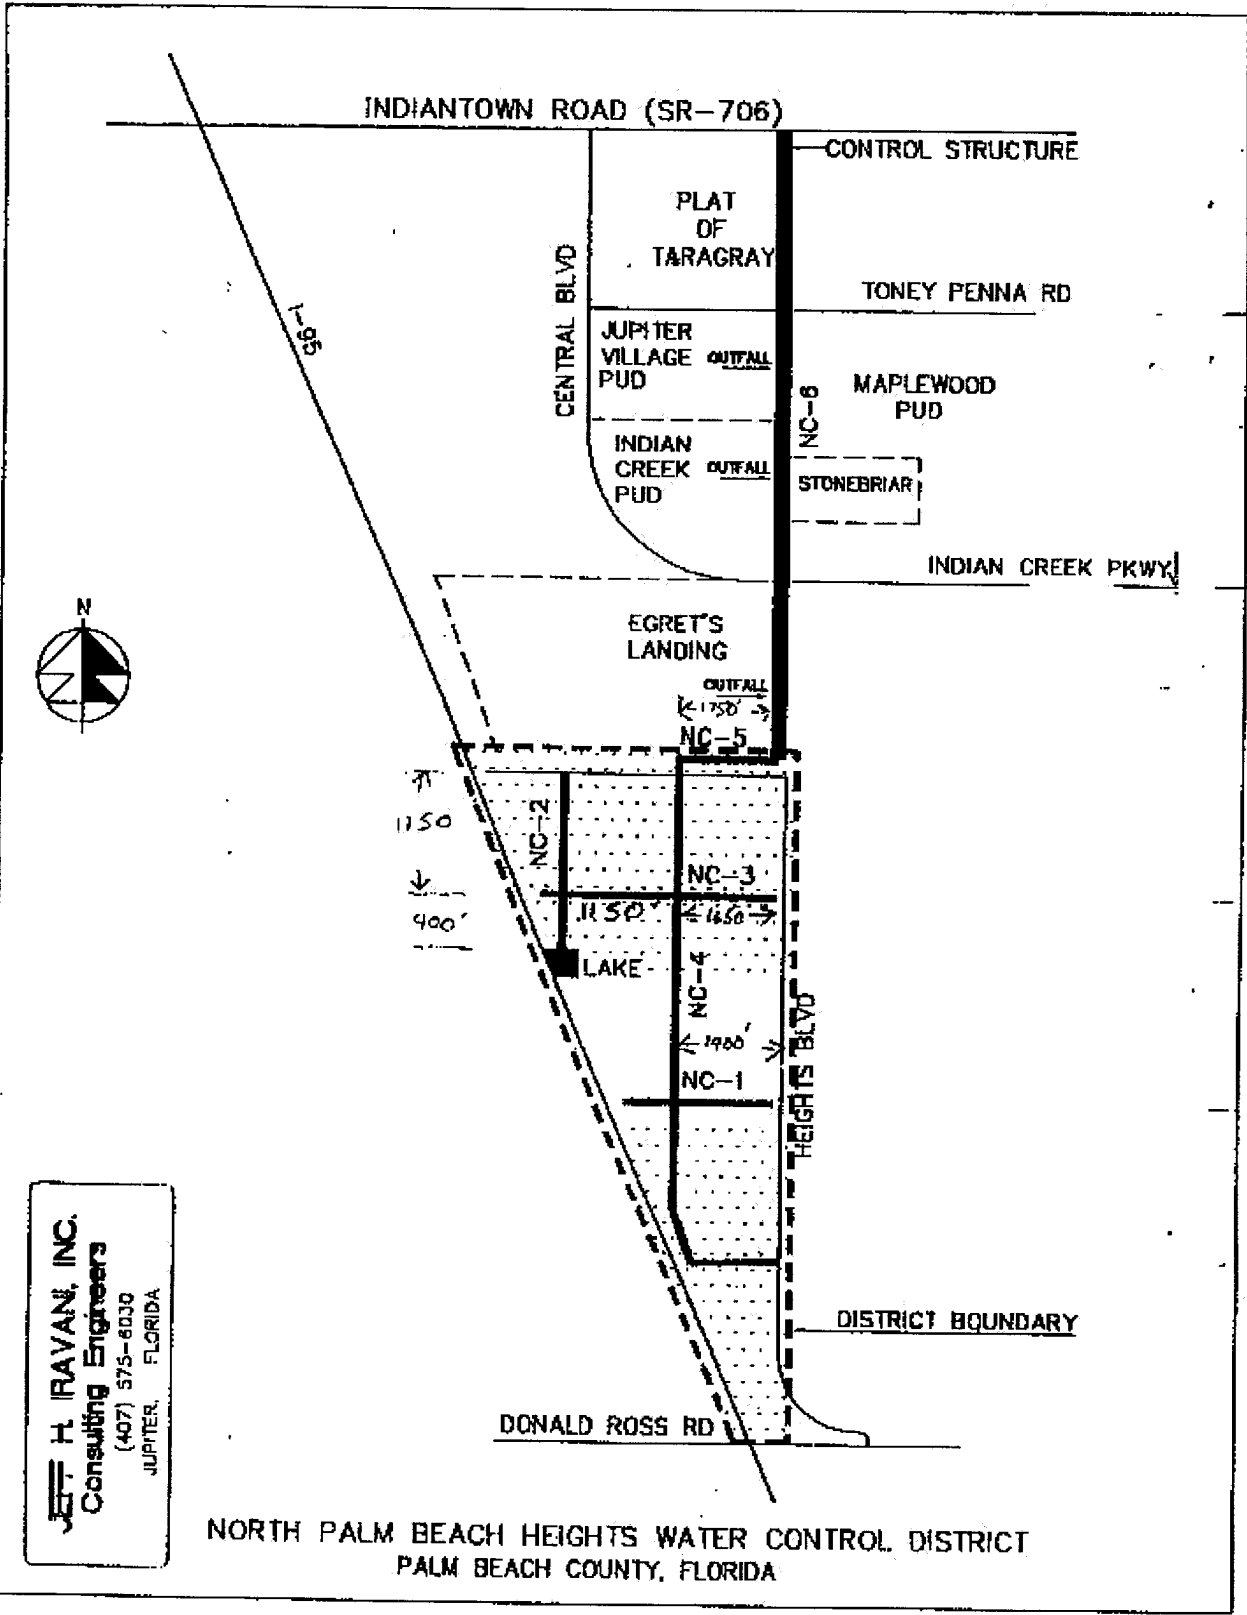 INDIANTOWN ROAD (SR-706)
CONTROL STRUCTURE
PLAT
OF
TARAGRAY
CENTRAL BLVD
TONEY PENNA RD
I-95
JUPITER
VILLAGE
PUD
OUTFALL
NC-6
MAPLEWOOD
PUD
INDIAN
CREEK
PUD
OUTFALL
STONEBRIAR
INDIAN CREEK PKWY
N
EGRET'S
LANDING
OUTFALL
1750'
NC-5
1150
NC-2
NC-3
1150'
1650
400'
LAKE
NC-4
1900'
NC-1
HEIGHTS BLVD
DISTRICT BOUNDARY
DONALD ROSS RD
JEFF H. IRAVANI, INC.
Consulting Engineers
(407) 575-6030
JUPITER, FLORIDA
NORTH PALM BEACH HEIGHTS WATER CONTROL DISTRICT
PALM BEACH COUNTY, FLORIDA